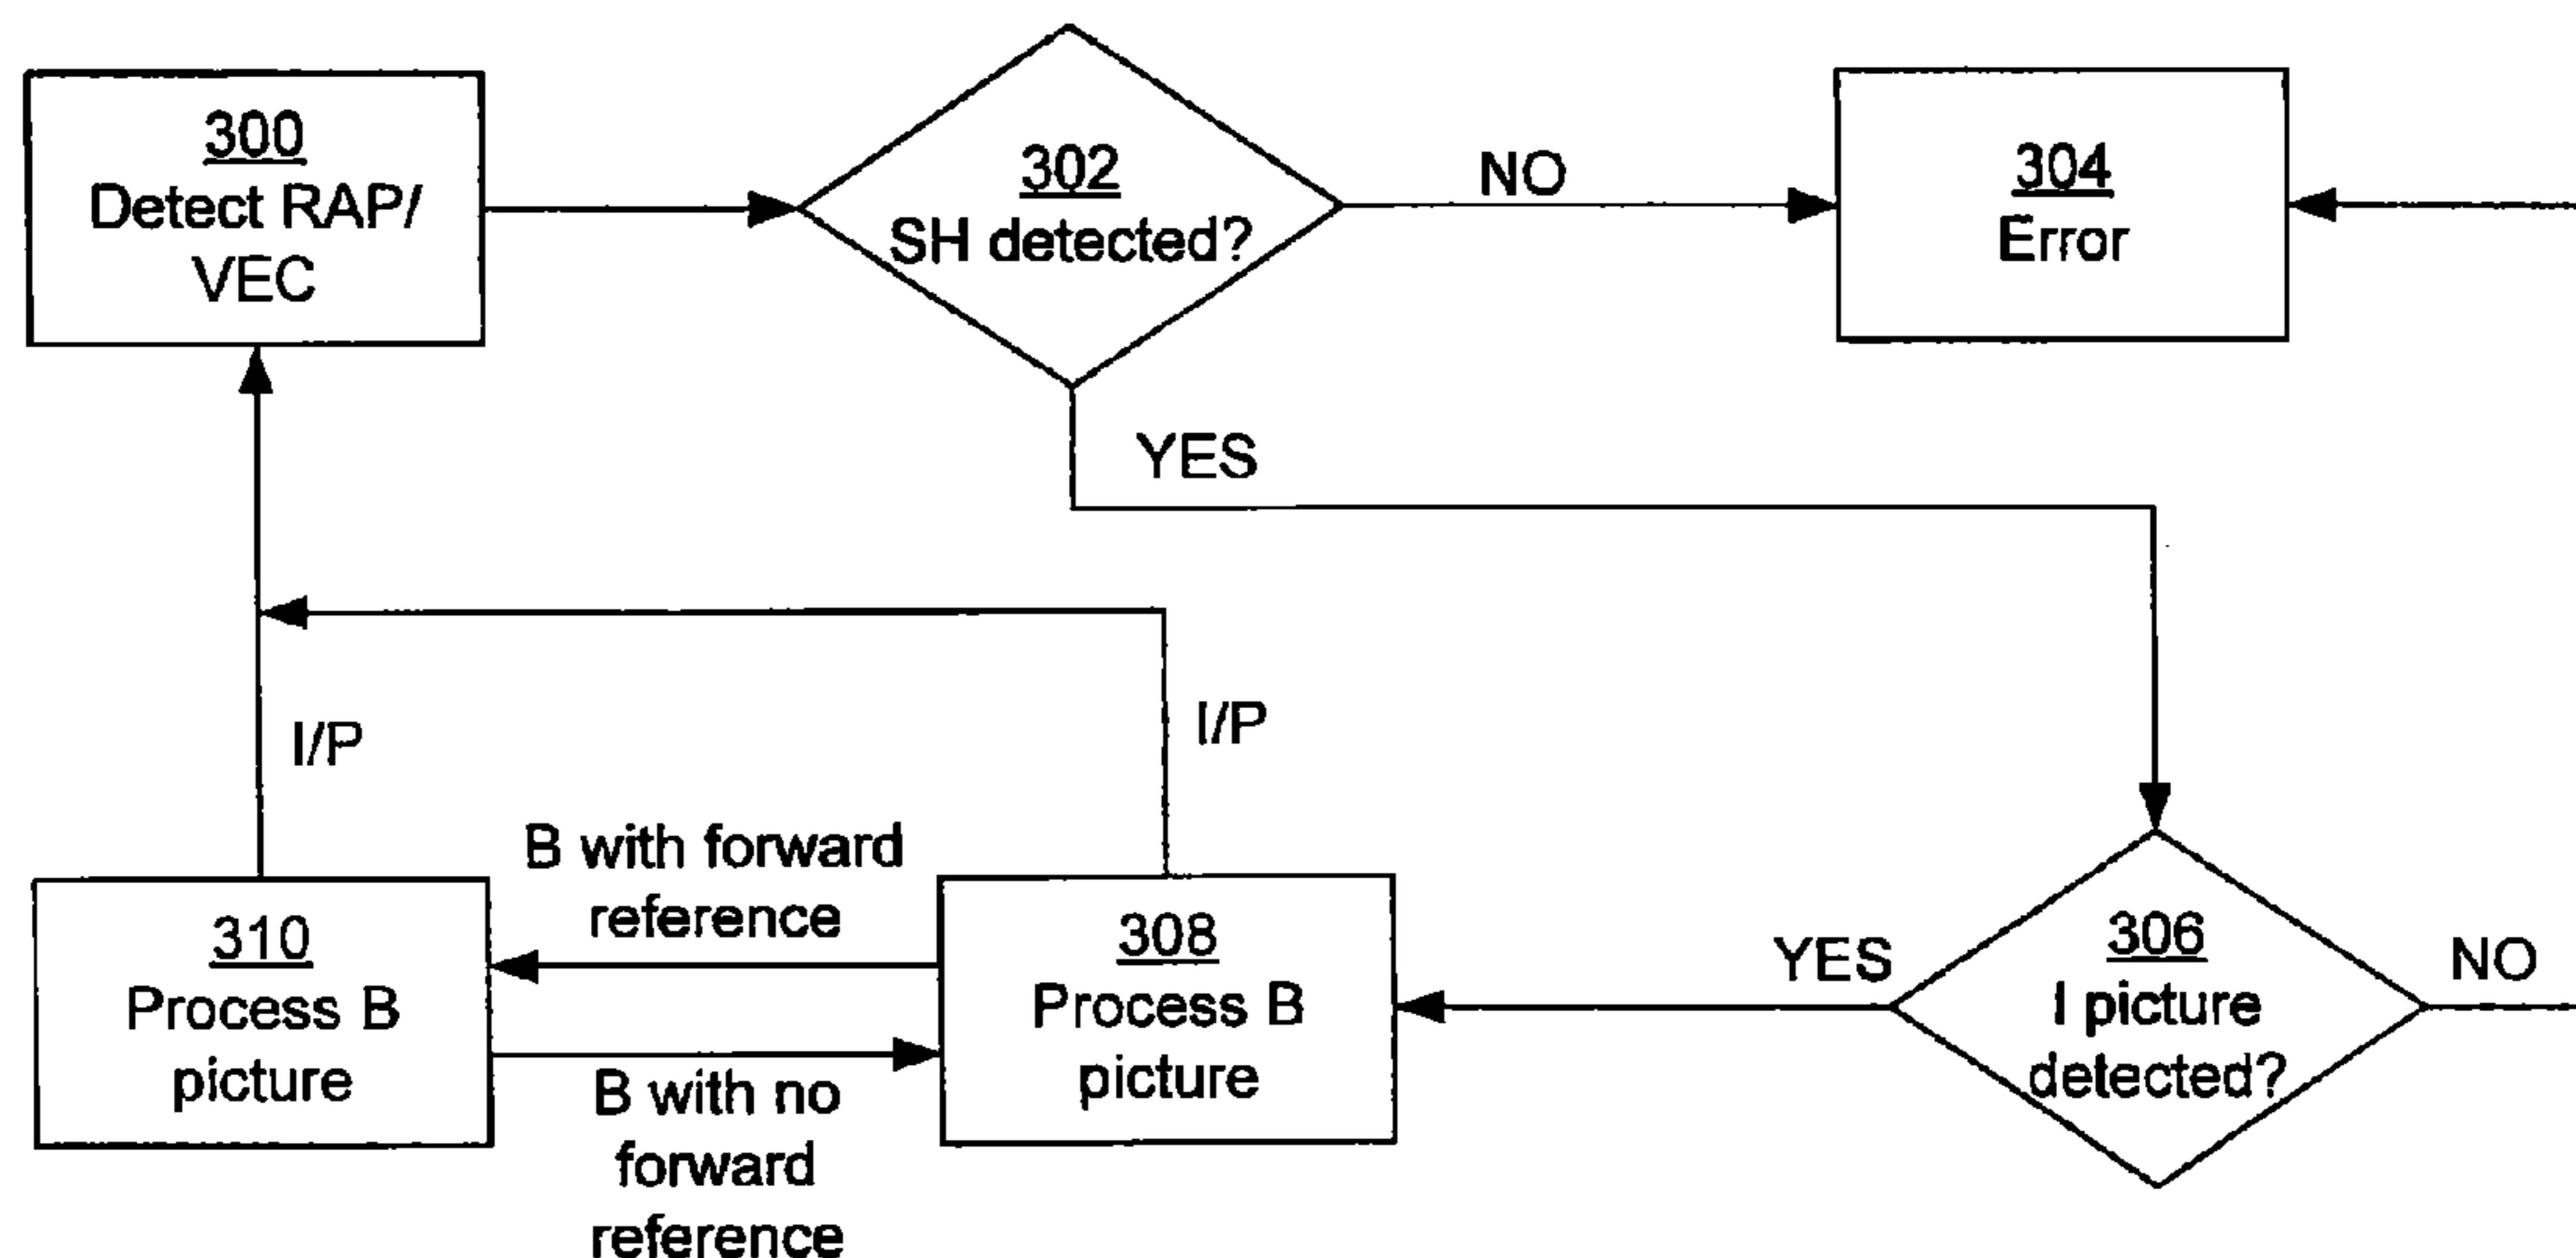 300
Detect RAP/
VEC
302
SH detected?
NO
304
Error
YES
I/P
I/P
B with forward
reference
310
Process B
picture
308
Process B
picture
YES
306
I picture
detected?
NO
B with no
forward
reference